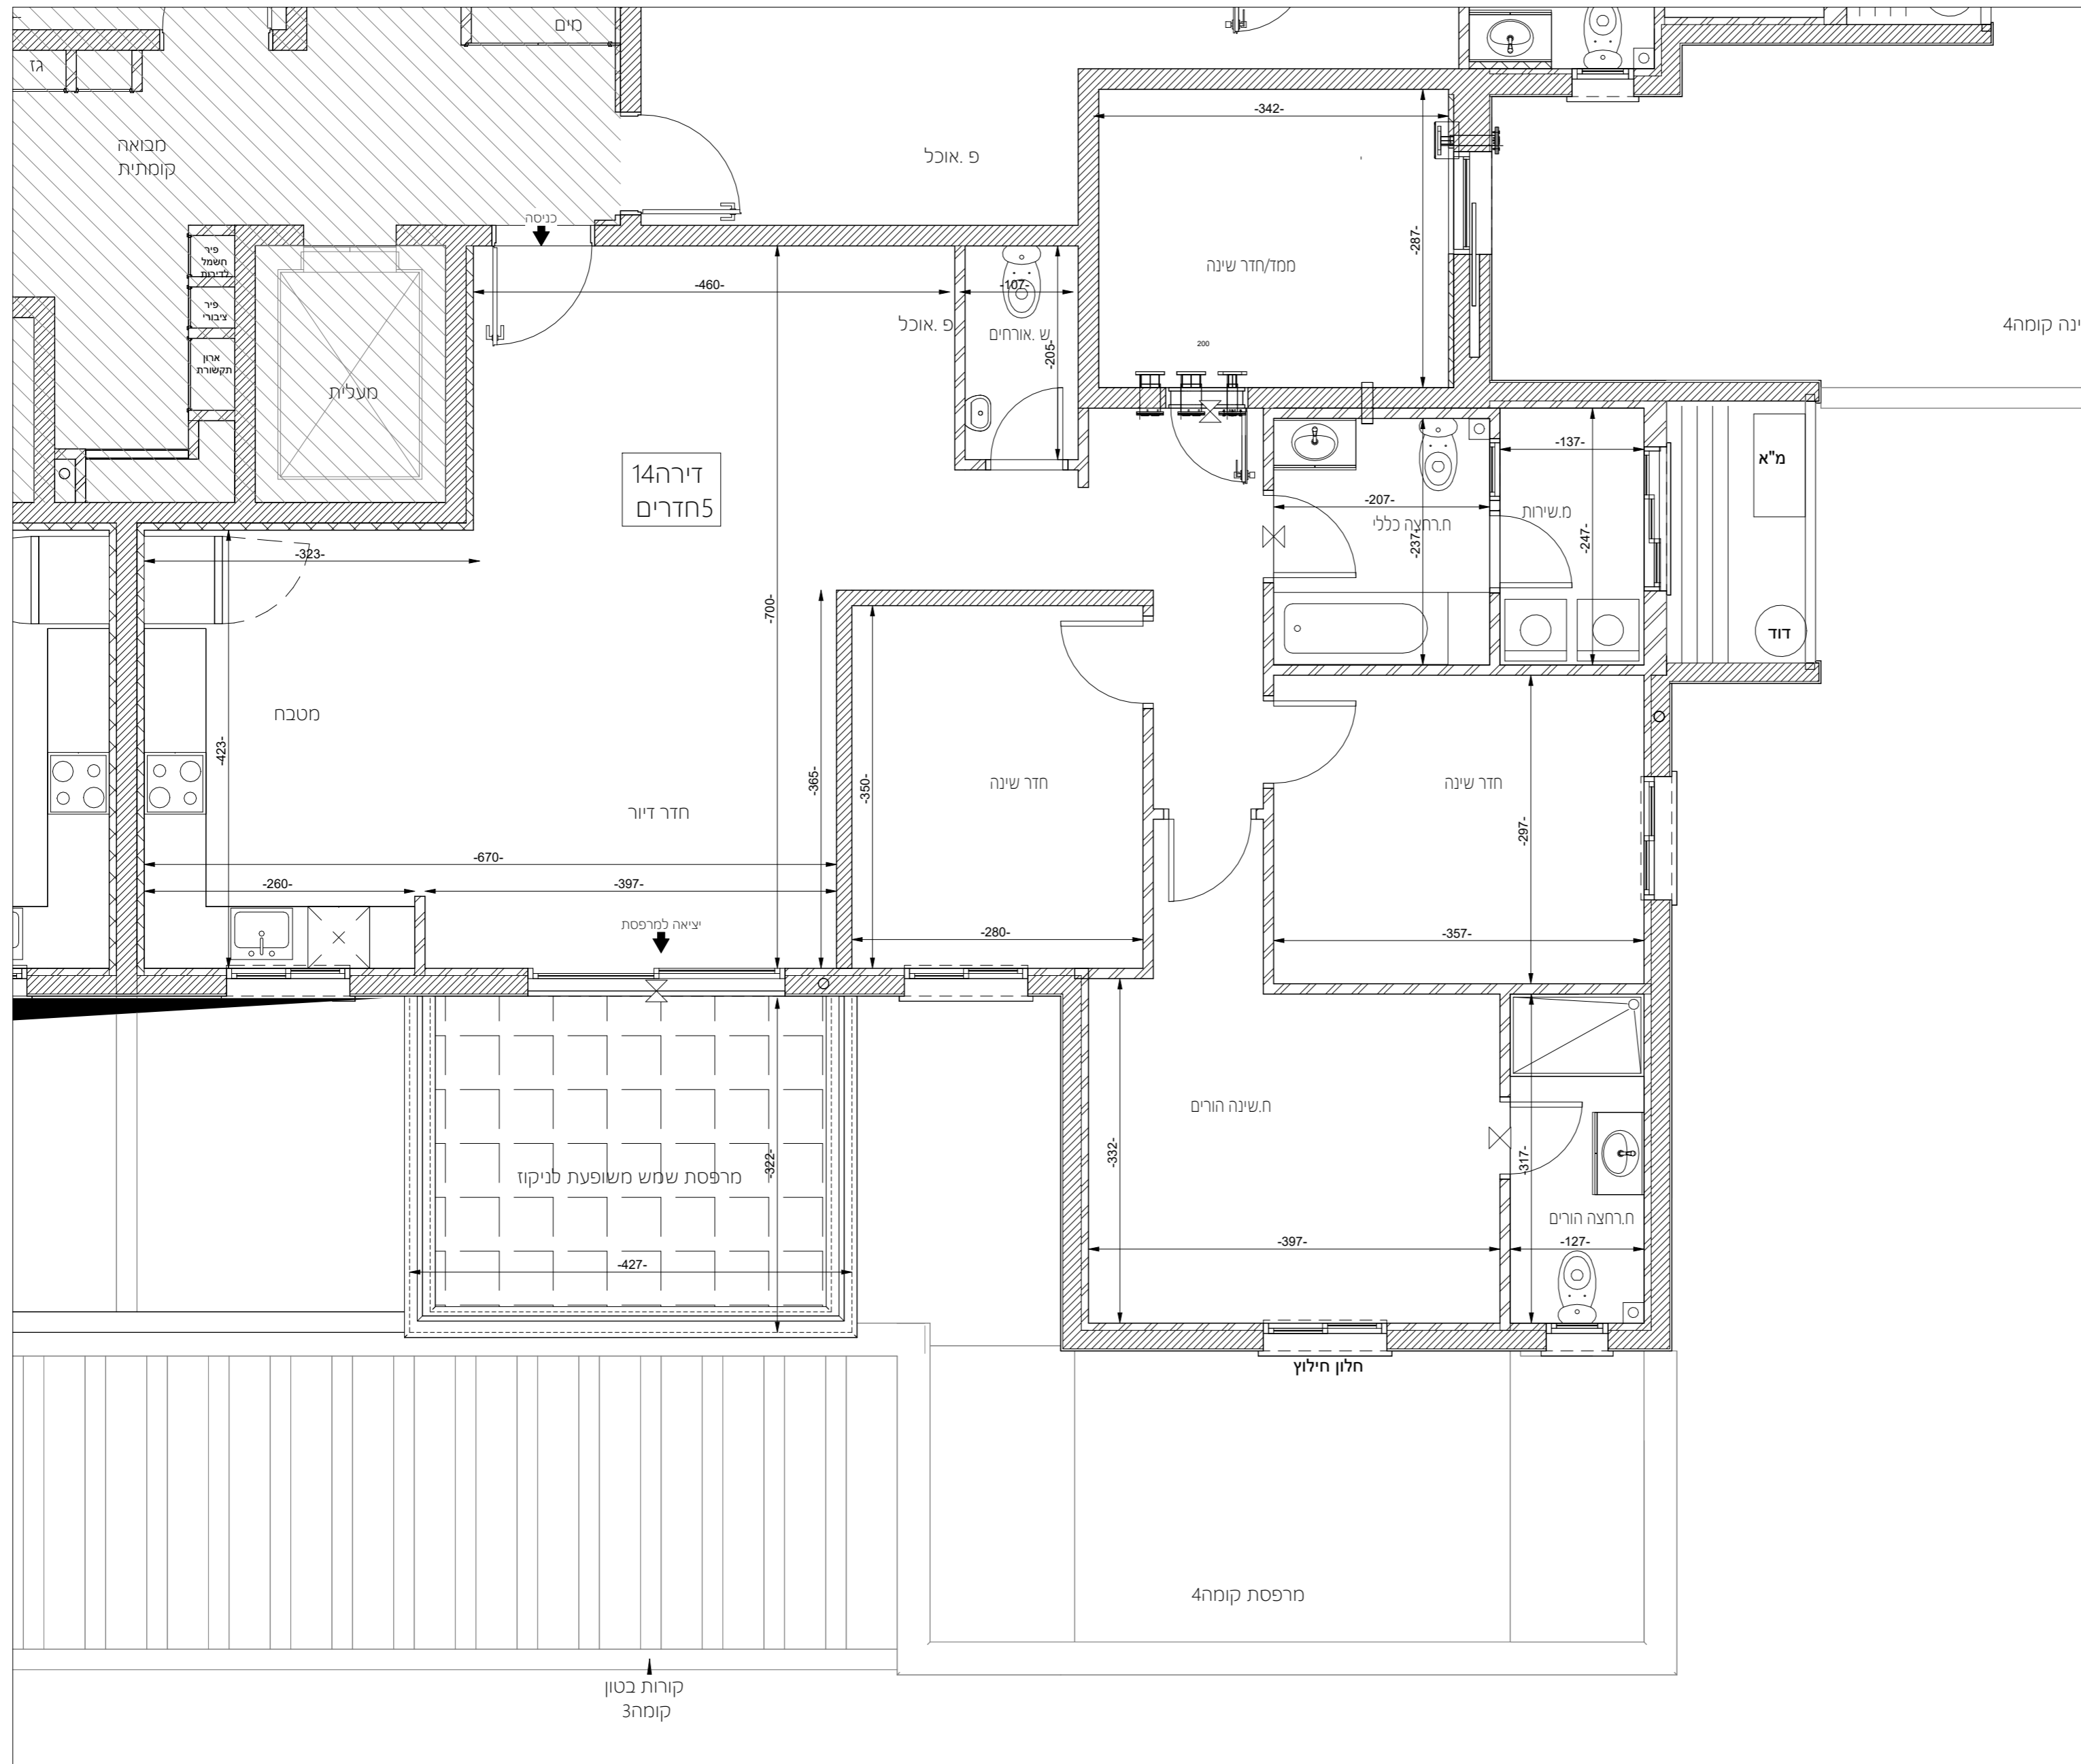 מים
גז
מבואה
קומתית
פ .אוכל
-342-
כניסה
פיר
חשמל
לדירות
-287-
ממד/חדר שינה
-460-
-107-
פיר
ציבורי
פ .אוכל
ש .אורחים
-205-
200
ינה קומה4
ארון
תקשורת
מעלית
דירה14
5חדרים
-137-
מ"א
-207-
ח.רחצה כללי
מ.שירות
-237-
-247-
-323-
-700-
דוד
מטבח
-423-
-365-
-350-
חדר שינה
חדר שינה
חדר דיור
-297-
-670-
-260-
-397-
יציאה למרפסת
-280-
-357-
ח.שינה הורים
-332-
-322-
-317-
מרפסת שמש משופעת לניקוז
ח.רחצה הורים
-397-
-127-
-427-
חלון חילוץ
מרפסת קומה4
קורות בטון
קומה3